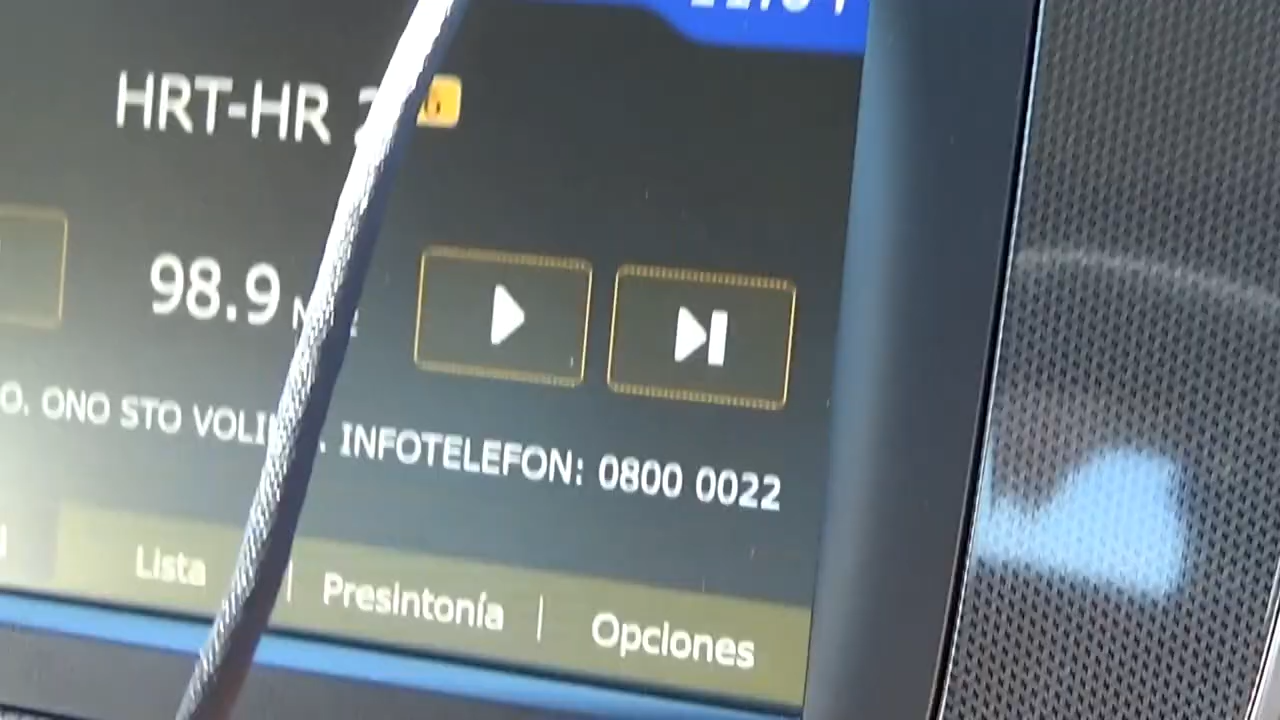 HRT-HR 2
98.9
O. ONO STO VOLI INFOTELEFON: 0800 0022
Lista | Presintonía | Opciones